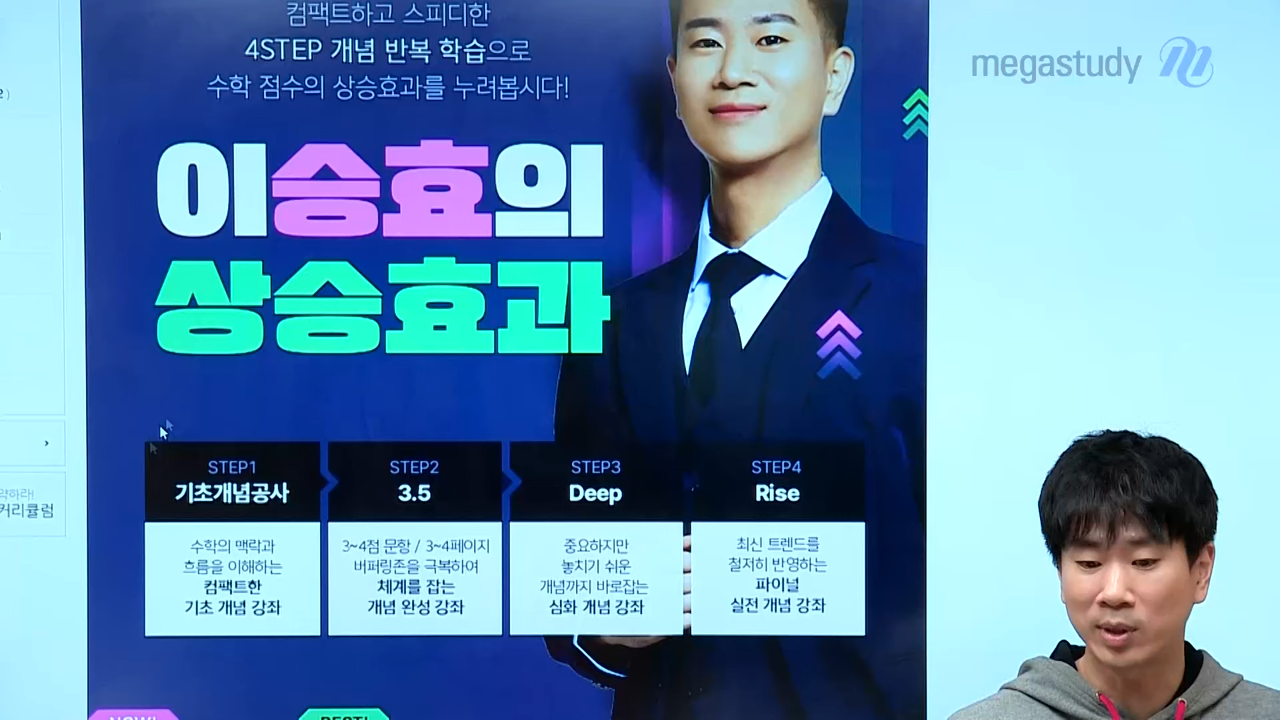 컴팩트하고 스피디한
4STEP 개념 반복 학습으로
수학 점수의 상승효과를 누려봅시다!
megastudy
이승효의
상승효과
STEP1
기초개념공사
수학의 맥락과
흐름을 이해하는
컴팩트한
기초 개념 강좌
STEP2
3.5
3~4점 문항 / 3~4페이지
버퍼링존을 극복하여
체계를 잡는
개념 완성 강좌
STEP3
Deep
중요하지만
놓치기 쉬운
개념까지 바로잡는
심화 개념 강좌
STEP4
Rise
최신 트렌드를
철저히 반영하는
파이널
실전 개념 강좌
약하라!
커리큘럼
NOW!
BEST!